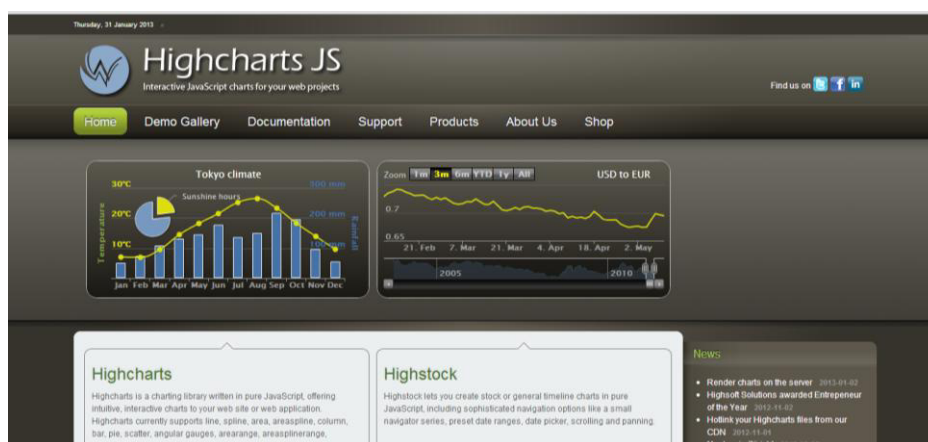 Thursday, 31 January 2013
Highcharts JS
Interactive JavaScript charts for your web projects
Find us on
Home Demo Gallery Documentation Support Products About Us Shop
Tokyo climate
30°C 300 mm
Sunshine hours
20°C 200 mm
10°C 100 mm
Temperature
Rainfall
Jan Feb Mar Apr May Jun Jul Aug Sep Oct Nov Dec
Zoom 1m 3m 6m YTD 1y All USD to EUR
0.7
0.65
21. Feb 7. Mar 21. Mar 4. Apr 18. Apr 2. May
2005 2010
Highcharts
Highcharts is a charting library written in pure JavaScript, offering
intuitive, interactive charts to your web site or web application.
Highcharts currently supports line, spline, area, areaspline, column,
bar, pie, scatter, angular gauges, arearange, areasplinerange,
Highstock
Highstock lets you create stock or general timeline charts in pure
JavaScript, including sophisticated navigation options like a small
navigator series, preset date ranges, date picker, scrolling and panning.
News
Render charts on the server 2013-01-02
Highsoft Solutions awarded Entrepeneur
of the Year 2012-11-02
Hotlink your Highcharts files from our
CDN 2012-11-01